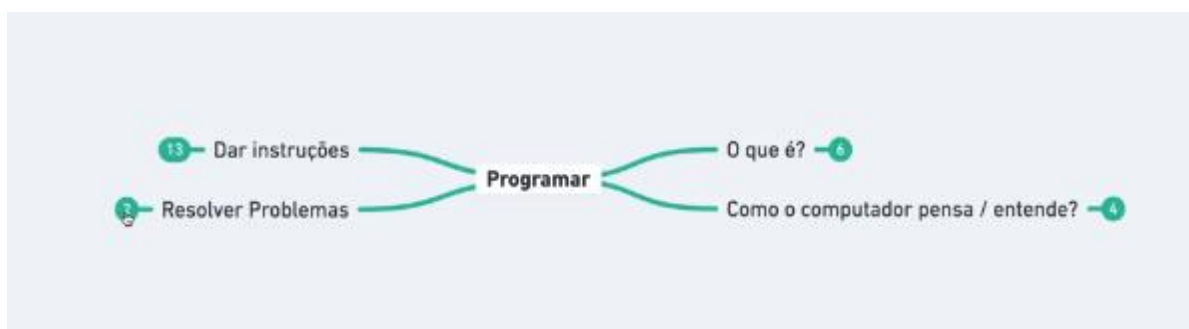 13 Dar instruções
Resolver Problemas
Programar
O que é? 6
Como o computador pensa / entende? 4